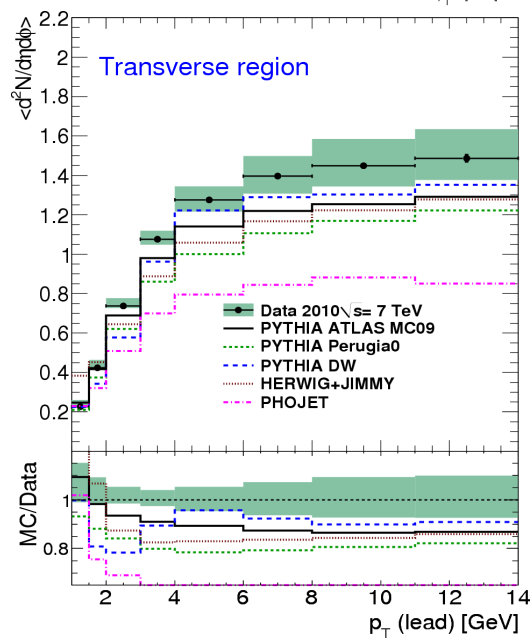 <d²N/dηdϕ>
2.2
2
1.8
1.6
1.4
1.2
1
0.8
0.6
0.4
0.2
Transverse region
Data 2010 √s= 7 TeV
PYTHIA ATLAS MC09
PYTHIA Perugia0
PYTHIA DW
HERWIG+JIMMY
PHOJET
MC/Data
1
0.8
2 4 6 8 10 12 14
p_T (lead) [GeV]